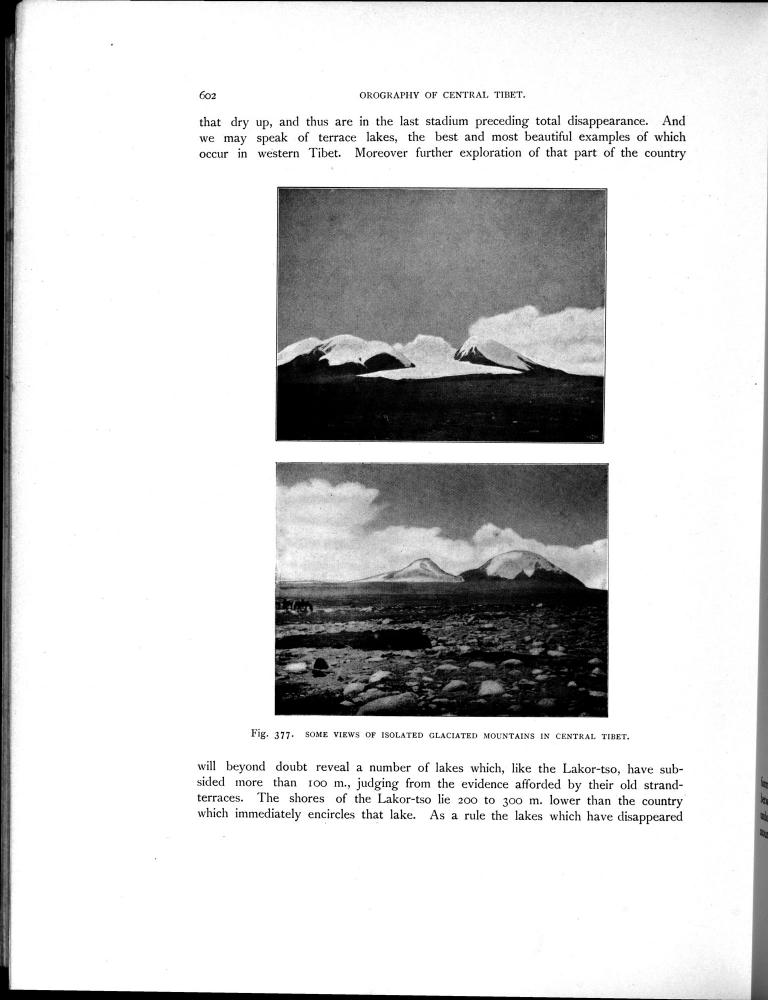 602
OROGRAPHY OF CENTRAL TIBET.
that dry up, and thus are in the last stadium preceding total disappearance. And
we may speak of terrace lakes, the best and most beautiful examples of which
occur in western Tibet. Moreover further exploration of that part of the country
Fig. 377. SOME VIEWS OF ISOLATED GLACIATED MOUNTAINS IN CENTRAL TIBET.
will beyond doubt reveal a number of lakes which, like the Lakor-tso, have sub-
sided more than 100 m., judging from the evidence afforded by their old strand-
terraces. The shores of the Lakor-tso lie 200 to 300 m. lower than the country
which immediately encircles that lake. As a rule the lakes which have disappeared